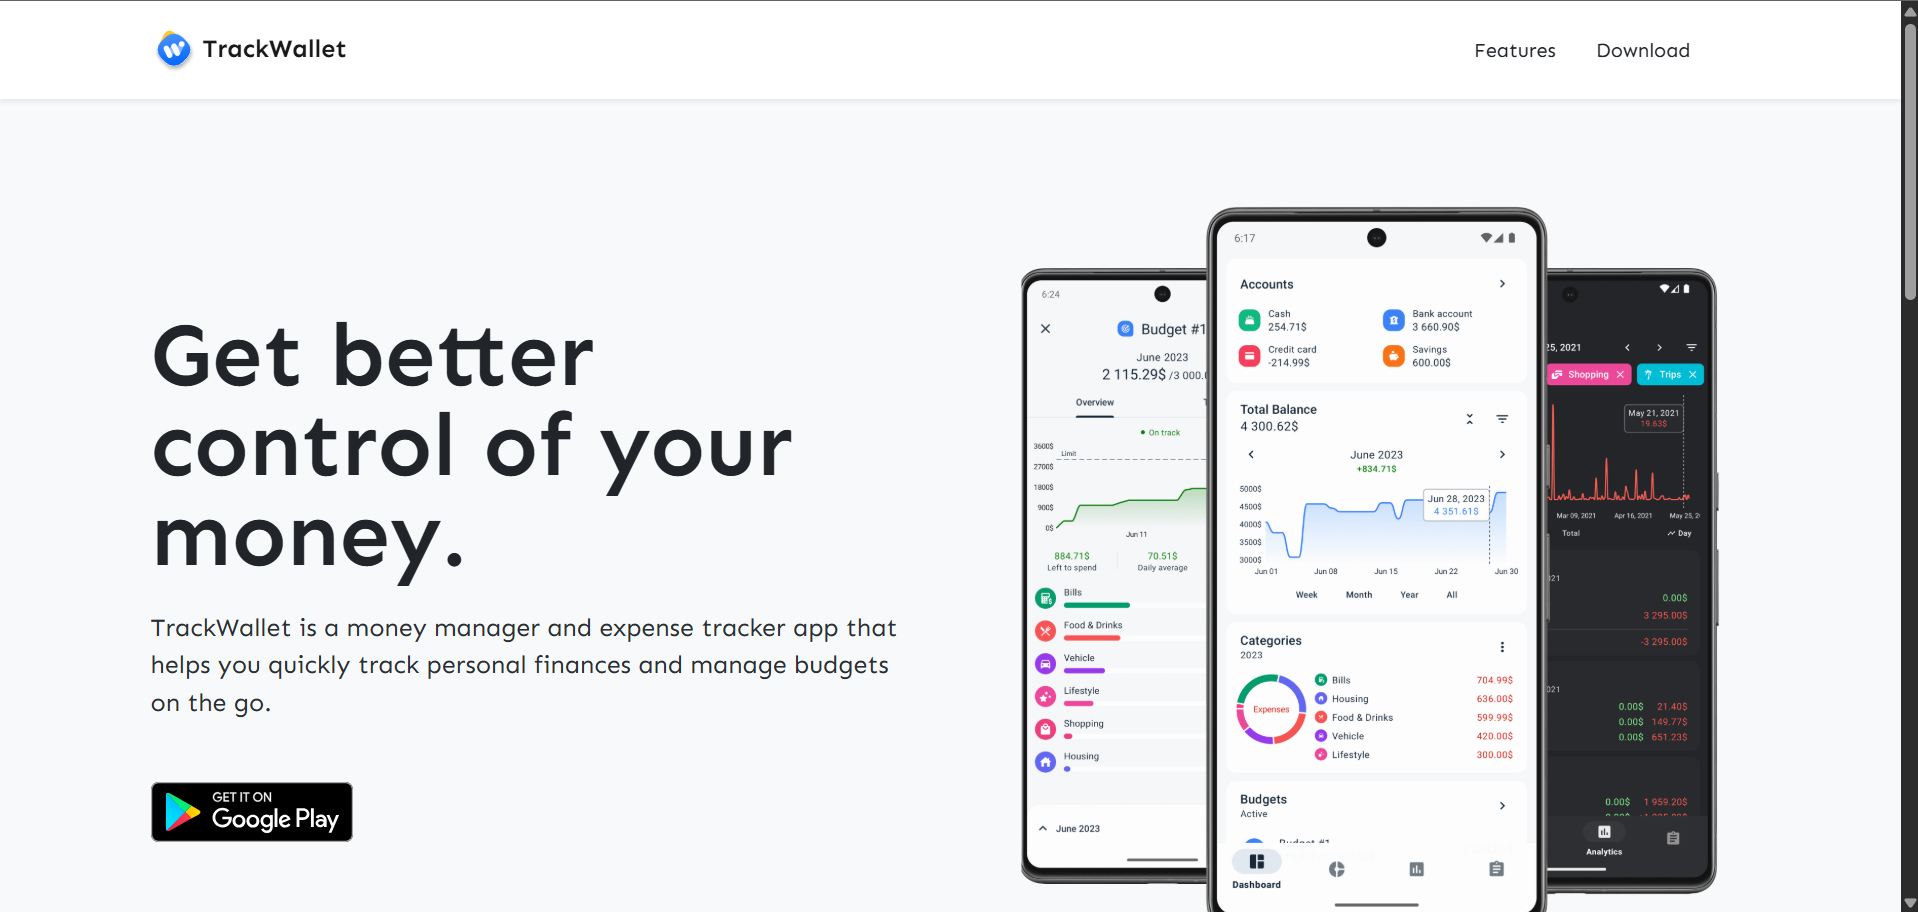 TrackWallet
Features
Download
Get better
control of your
money.
TrackWallet is a money manager and expense tracker app that
helps you quickly track personal finances and manage budgets
on the go.
GET IT ON
Google Play
6:24
Budget #1
June 2023
2 115.29$ /3 000.
Overview
On track
3600$
Limit
2700$
1800$
900$
0$
Jun 11
884.71$
Left to spend
70.51$
Daily average
Bills
Food & Drinks
Vehicle
Lifestyle
Shopping
Housing
June 2023
6:17
Accounts
Cash
254.71$
Bank account
3 660.90$
Credit card
-214.99$
Savings
600.00$
Total Balance
4 300.62$
June 2023
+834.71$
5000$
4500$
4000$
3500$
3000$
Jun 28, 2023
4 351.61$
Jun 01
Jun 08
Jun 15
Jun 22
Jun 30
Week
Month
Year
All
Categories
2023
Expenses
Bills
704.99$
Housing
636.00$
Food & Drinks
599.99$
Vehicle
420.00$
Lifestyle
300.00$
Budgets
Active
Budget #1
Dashboard
25, 2021
Shopping
Trips
May 21, 2021
19.63$
Mar 09, 2021
Apr 16, 2021
May 25, 2
Total
Day
021
0.00$
3 295.00$
-3 295.00$
021
0.00$ 21.40$
0.00$ 149.77$
0.00$ 651.23$
0.00$ 1 959.20$
Analytics